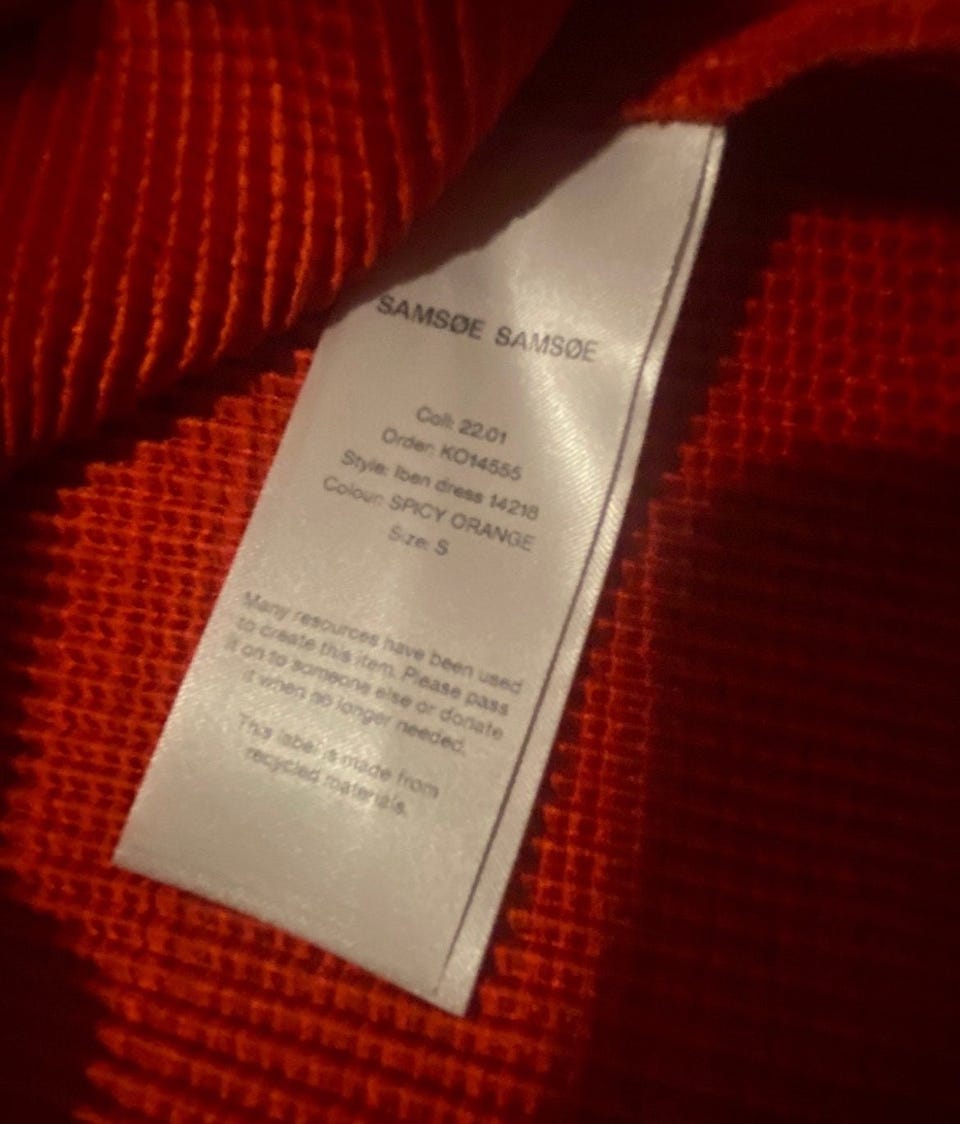 SAMSØE SAMSØE
Coll: 22.01
Order: KO14555
Style: Iben dress 14218
Colour: SPICY ORANGE
Size: S
Many resources have been used
to create this item. Please pass
it on to someone else or donate
it when no longer needed.
This label is made from
recycled materials.